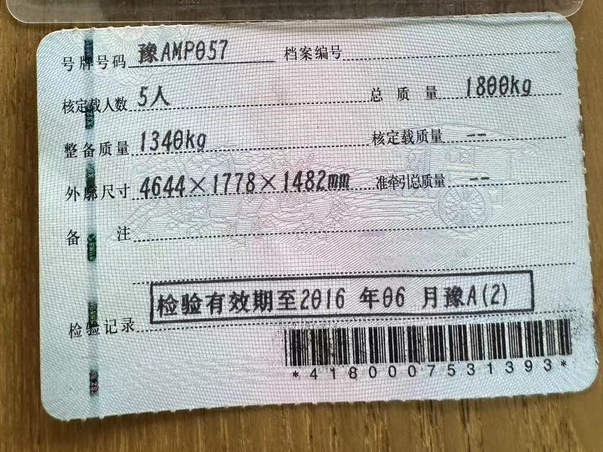 号牌号码 豫AMP057 档案编号
核定载人数 5人 总质量 1800kg
整备质量 1340kg 核定载质量 --
外廓尺寸 4644×1778×1482mm 准牵引总质量 --
备注
检验记录 检验有效期至2016年06月豫A(2)
*4180007531393*